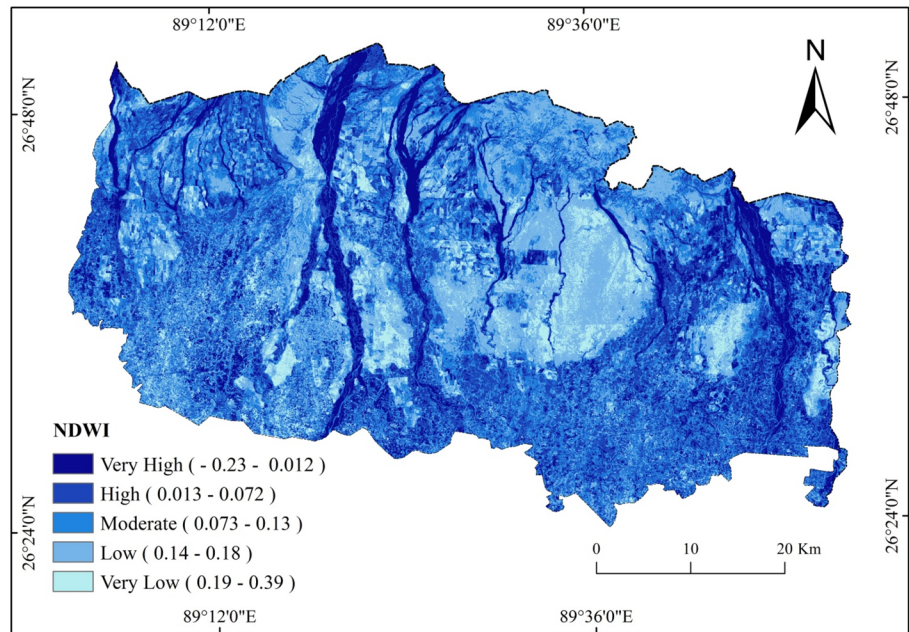 89°12'0"E
89°36'0"E
N
26°48'0"N
26°48'0"N
NDWI
Very High ( - 0.23 - 0.012 )
High ( 0.013 - 0.072 )
Moderate ( 0.073 - 0.13 )
Low ( 0.14 - 0.18 )
Very Low ( 0.19 - 0.39 )
26°24'0"N
26°24'0"N
0 10 20 Km
89°12'0"E
89°36'0"E